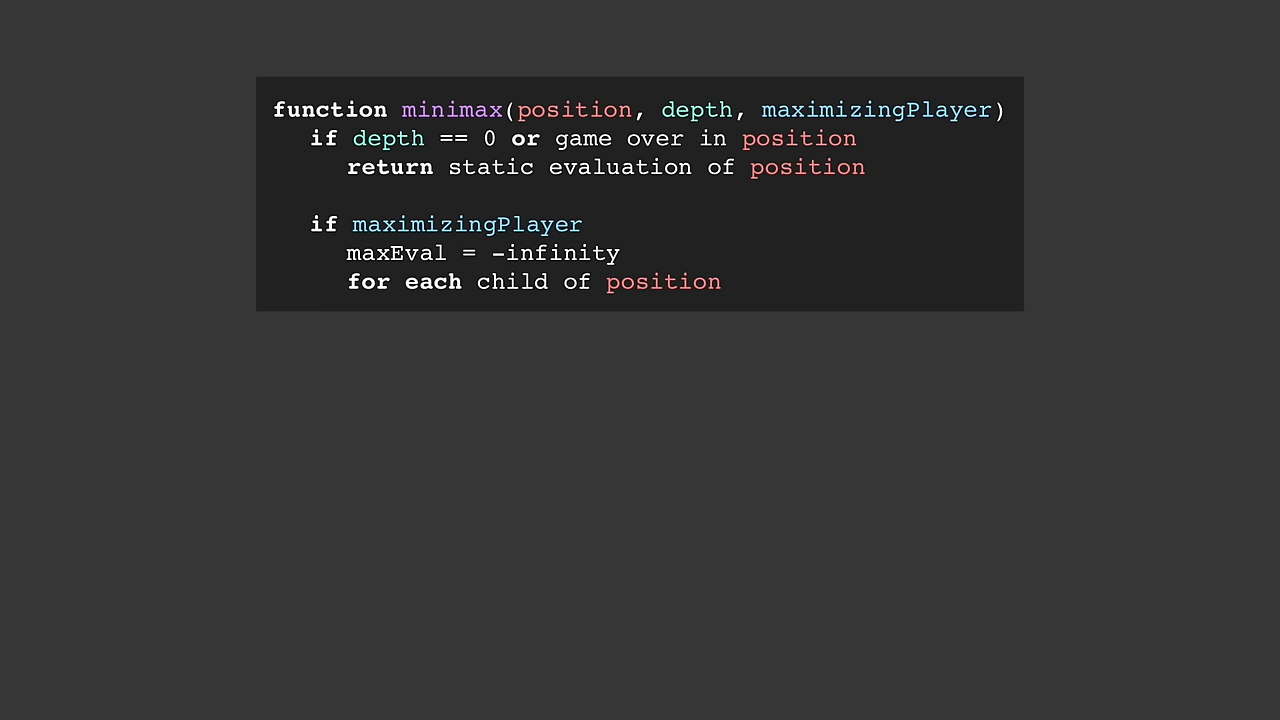 function minimax(position, depth, maximizingPlayer)
if depth == 0 or game over in position
return static evaluation of position
if maximizingPlayer
maxEval = -infinity
for each child of position